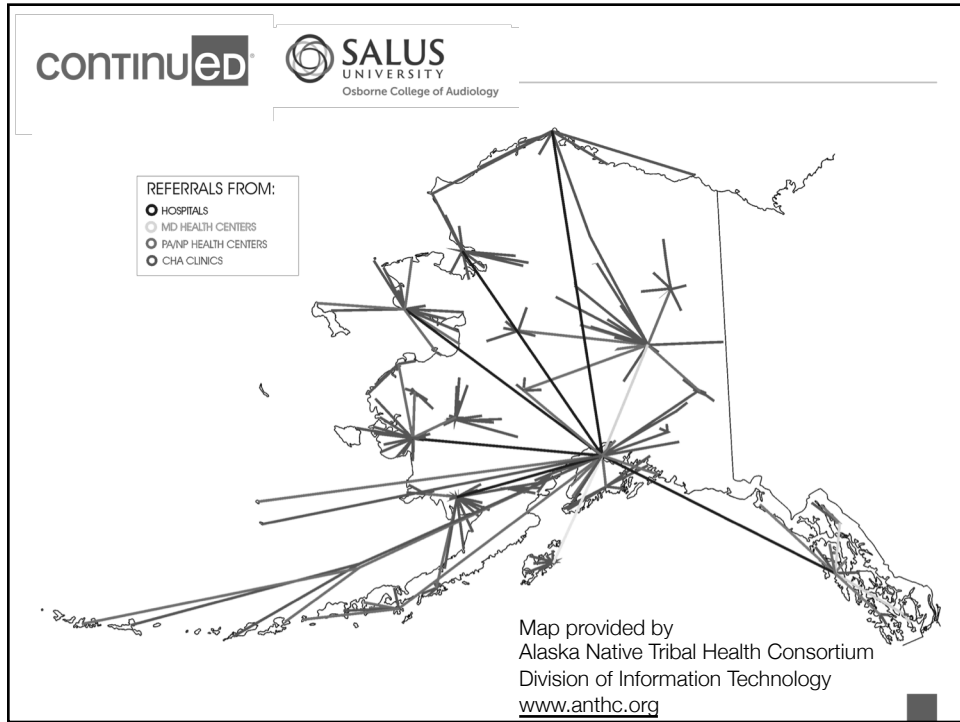 CONTINUED®
SALUS
UNIVERSITY
Osborne College of Audiology
REFERRALS FROM:
HOSPITALS
MD HEALTH CENTERS
PA/NP HEALTH CENTERS
CHA CLINICS
Map provided by
Alaska Native Tribal Health Consortium
Division of Information Technology
www.anthc.org